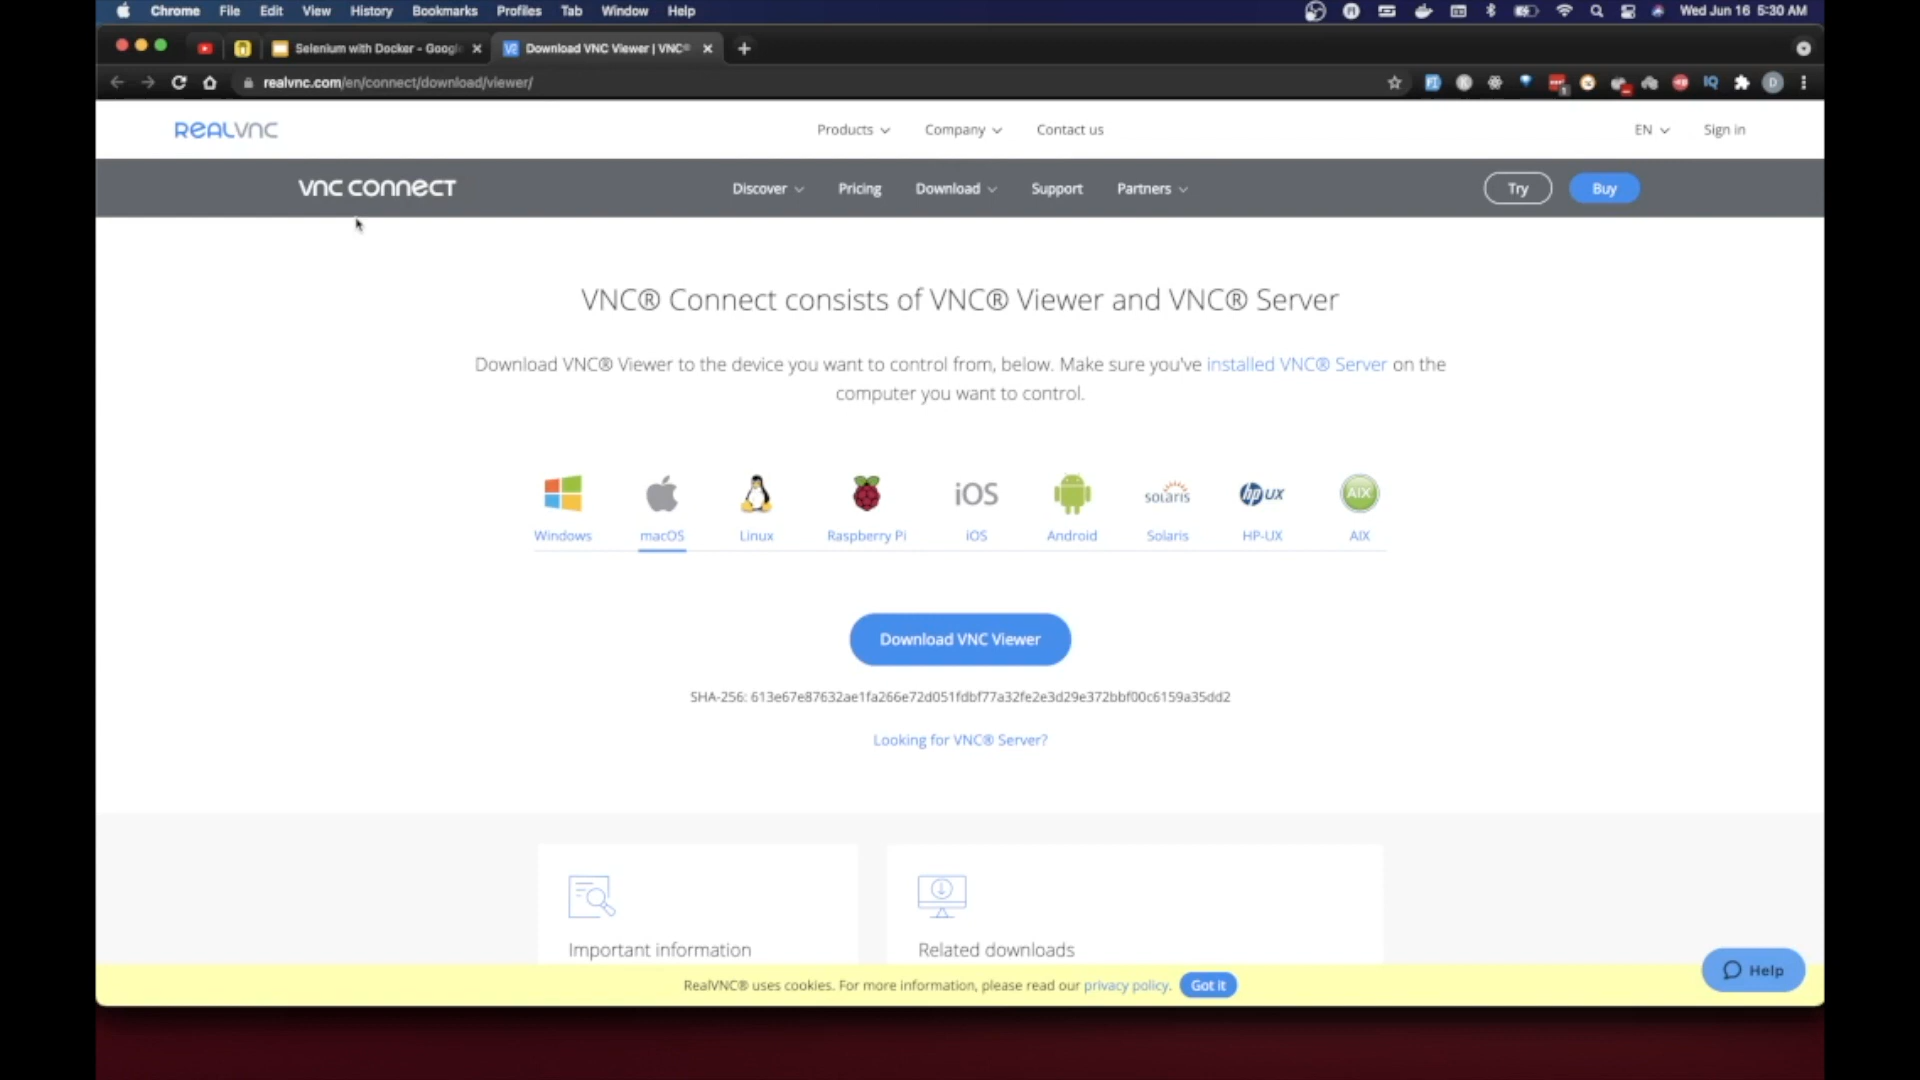 Chrome File Edit View History Bookmarks Profiles Tab Window Help Wed Jun 16 5:30 AM
Selenium with Docker - Googl Download VNC Viewer | VNC®
realvnc.com/en/connect/download/viewer/
REALVNC Products Company Contact us EN Sign in
VNC CONNECT Discover Pricing Download Support Partners Try Buy
VNC® Connect consists of VNC® Viewer and VNC® Server
Download VNC® Viewer to the device you want to control from, below. Make sure you've installed VNC® Server on the
computer you want to control.
iOS solaris hp UX AIX
Windows macOS Linux Raspberry Pi iOS Android Solaris HP-UX AIX
Download VNC Viewer
SHA-256: 613e67e87632ae1fa266e72d051fdbf77a32fe2e3d29e372bbf00c6159a35dd2
Looking for VNC® Server?
Important information Related downloads
Help
RealVNC® uses cookies. For more information, please read our privacy policy. Got it